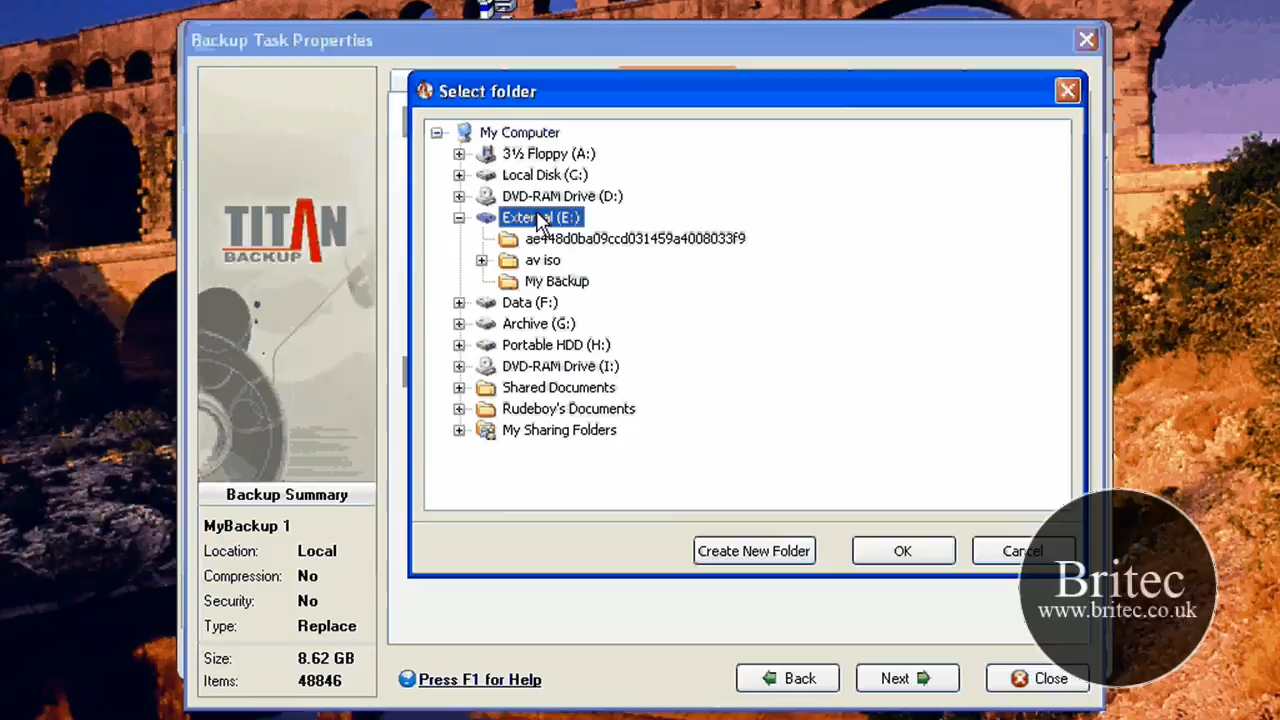 Backup Task Properties
Select folder
My Computer
3½ Floppy (A:)
Local Disk (C:)
DVD-RAM Drive (D:)
External (E:)
ae448d0ba09ccd031459a4008033f9
av iso
My Backup
Data (F:)
Archive (G:)
Portable HDD (H:)
DVD-RAM Drive (I:)
Shared Documents
Rudeboy's Documents
My Sharing Folders
Create New Folder
OK
Cancel
TITAN
BACKUP
Backup Summary
MyBackup 1
Location: Local
Compression: No
Security: No
Type: Replace
Size: 8.62 GB
Items: 48846
Press F1 for Help
Back
Next
Close
Britec
www.britec.co.uk